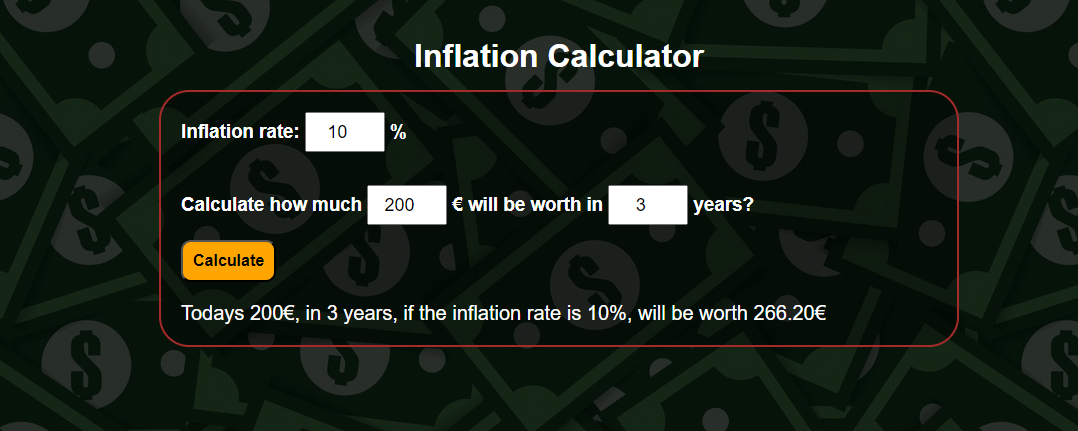 Inflation Calculator
Inflation rate: 10 %
Calculate how much 200 € will be worth in 3 years?
Calculate
Todays 200€, in 3 years, if the inflation rate is 10%, will be worth 266.20€